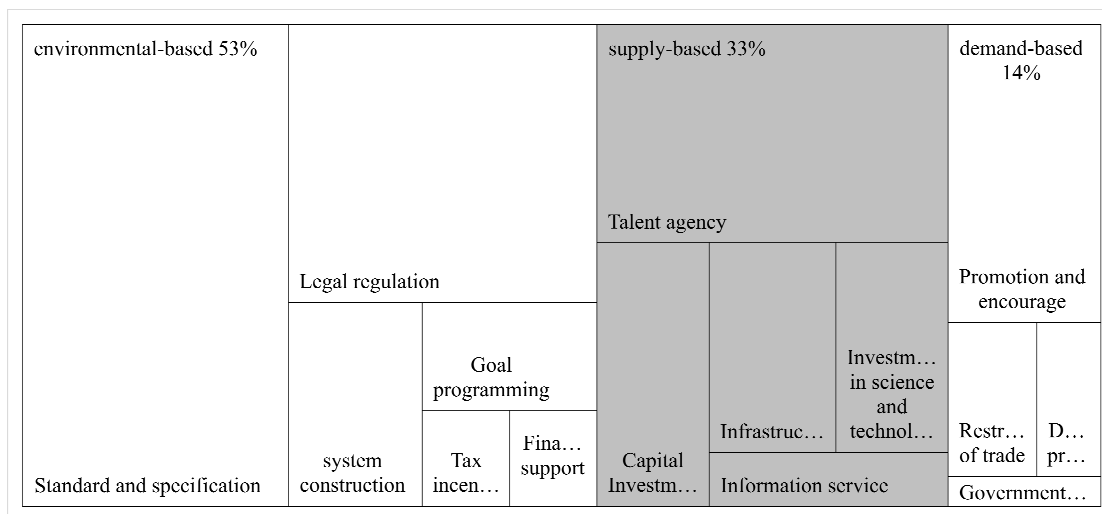 environmental-based 53%
Standard and specification
Legal regulation
system
construction
Goal
programming
Tax
incen…
Fina…
support
supply-based 33%
Talent agency
Capital
Investm…
Infrastruc…
Investm…
in science
and
technol…
Information service
demand-based
14%
Promotion and
encourage
Restr…
of trade
D…
pr…
Government…